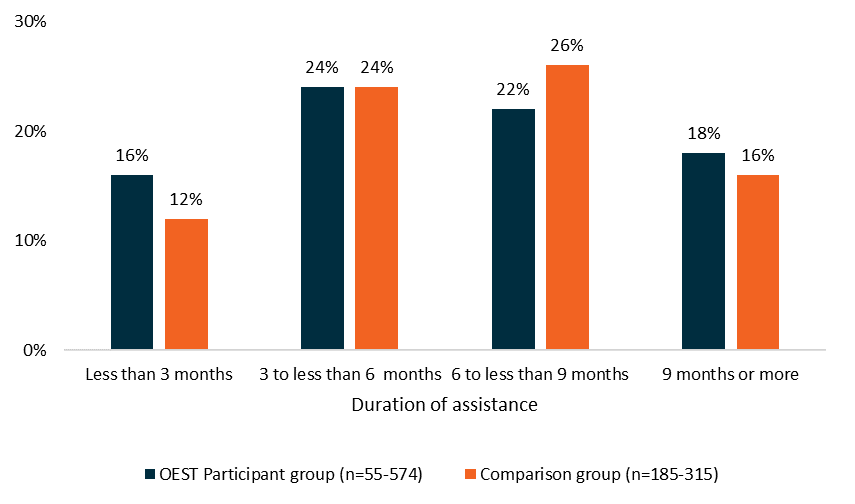 30%
26%
24%
24%
22%
20%
18%
16%
16%
12%
10%
0%
Less than 3 months
3 to less than 6 months
6 to less than 9 months
9 months or more
Duration of assistance
OEST Participant group (n=55-574)
Comparison group (n=185-315)